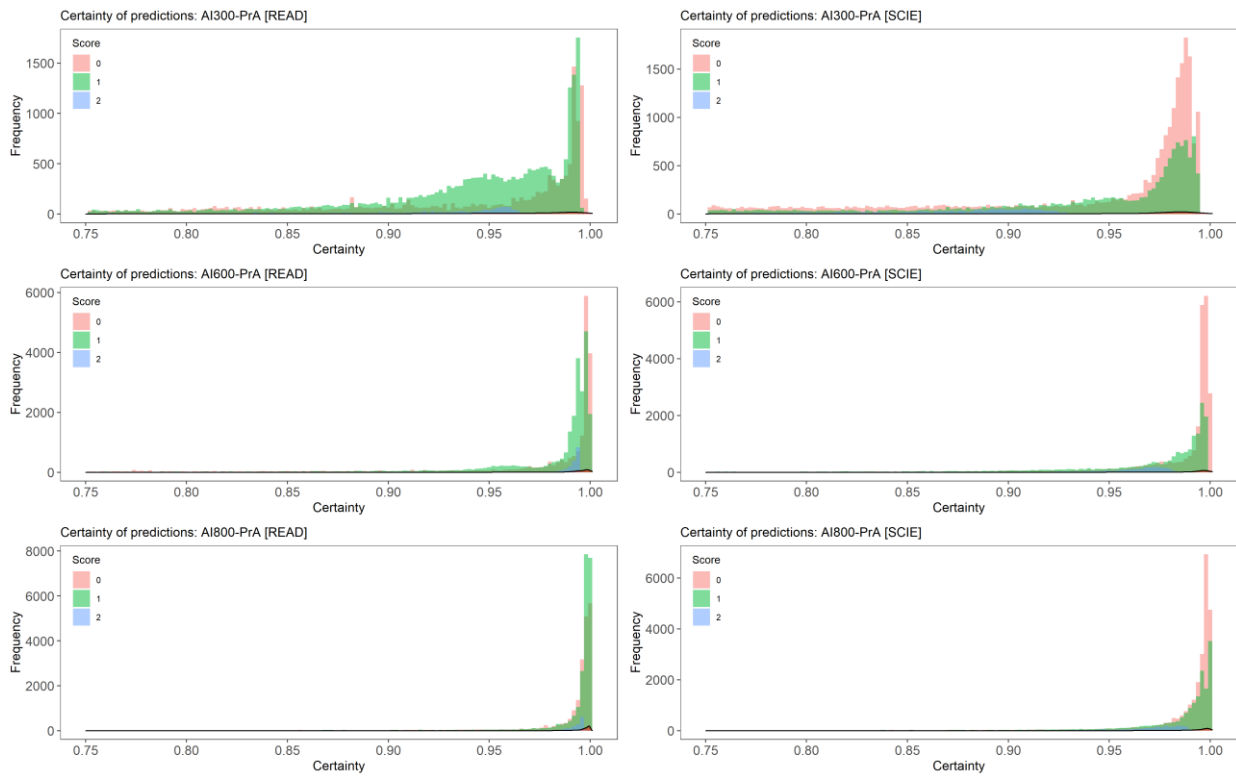 Certainty of predictions: AI300-PrA [READ]
Score
0
1
2
1500
1000
500
0
Frequency
0.75 0.80 0.85 0.90 0.95 1.00
Certainty
Certainty of predictions: AI300-PrA [SCIE]
Score
0
1
2
1500
1000
500
0
Frequency
0.75 0.80 0.85 0.90 0.95 1.00
Certainty
Certainty of predictions: AI600-PrA [READ]
Score
0
1
2
6000
4000
2000
0
Frequency
0.75 0.80 0.85 0.90 0.95 1.00
Certainty
Certainty of predictions: AI600-PrA [SCIE]
Score
0
1
2
6000
4000
2000
0
Frequency
0.75 0.80 0.85 0.90 0.95 1.00
Certainty
Certainty of predictions: AI800-PrA [READ]
Score
0
1
2
8000
6000
4000
2000
0
Frequency
0.75 0.80 0.85 0.90 0.95 1.00
Certainty
Certainty of predictions: AI800-PrA [SCIE]
Score
0
1
2
6000
4000
2000
0
Frequency
0.75 0.80 0.85 0.90 0.95 1.00
Certainty